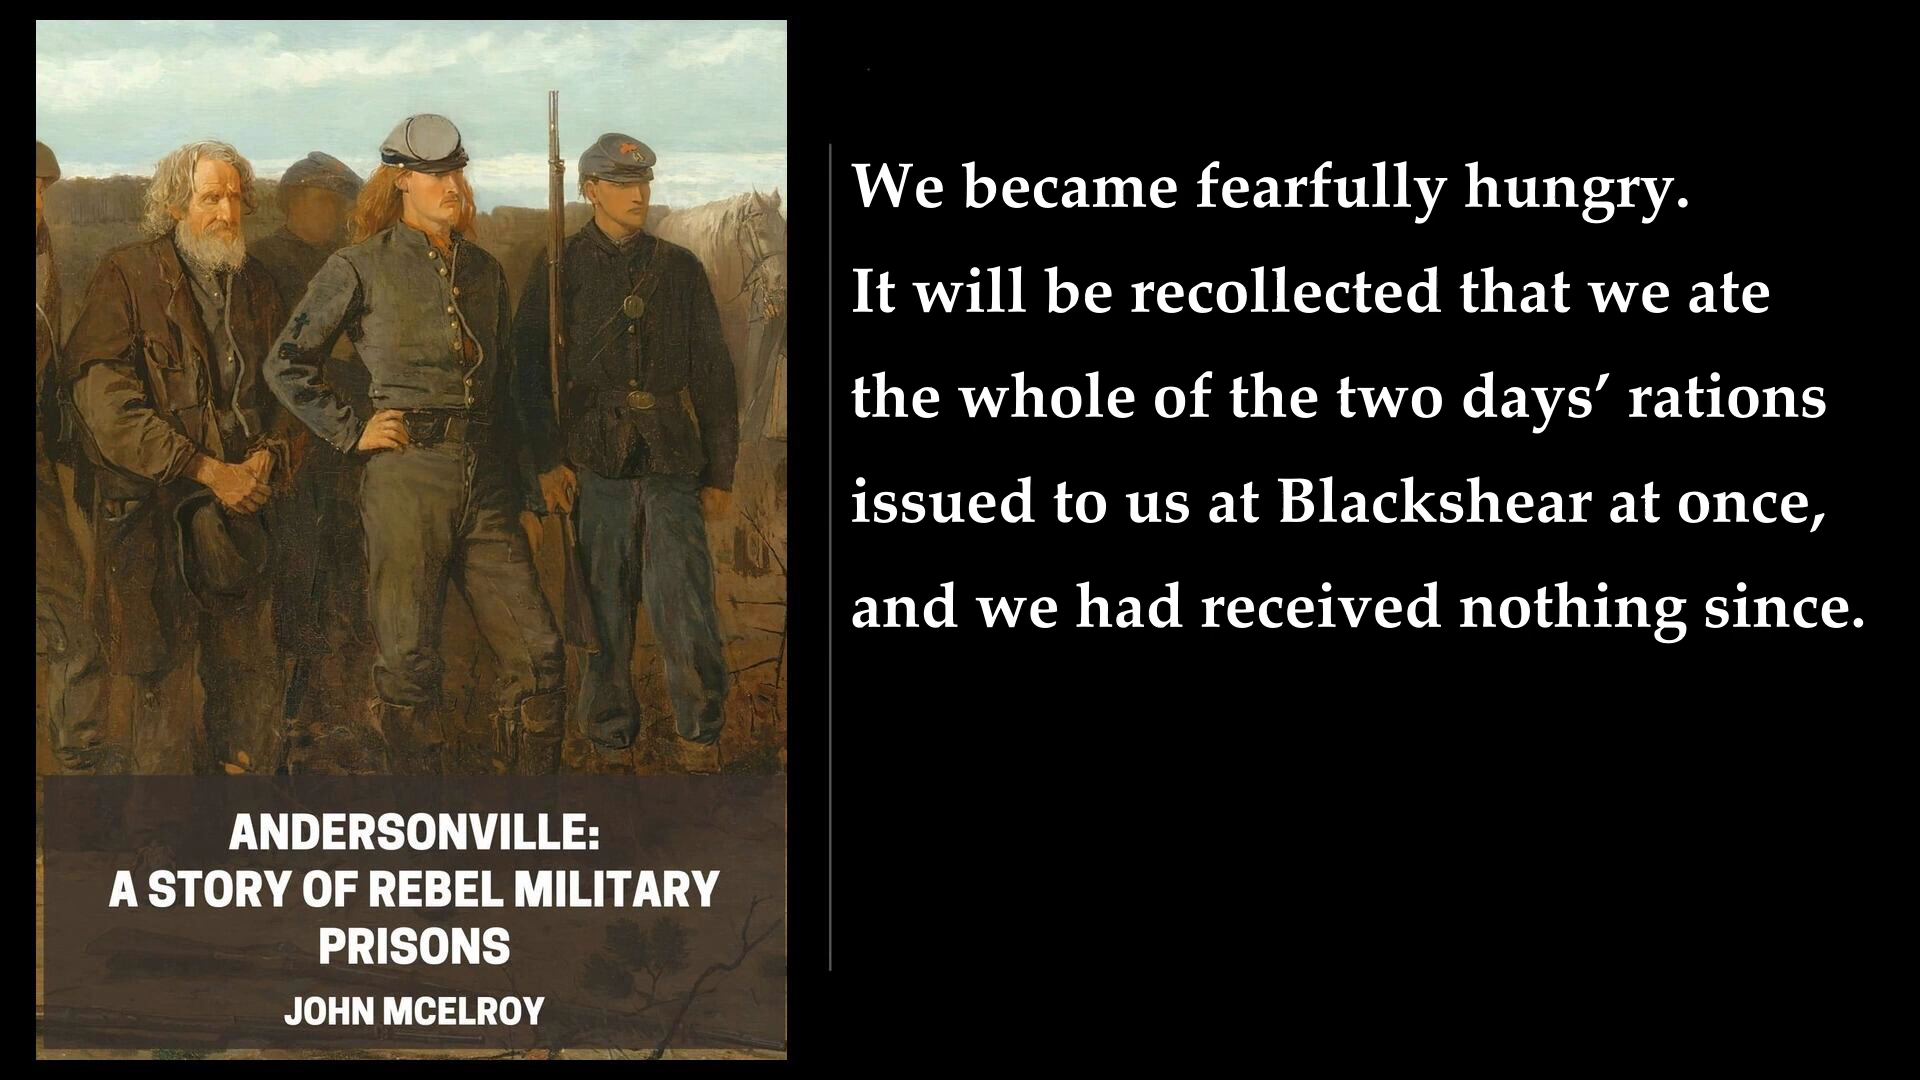 ANDERSONVILLE:
A STORY OF REBEL MILITARY
PRISONS
JOHN MCELROY
We became fearfully hungry.
It will be recollected that we ate
the whole of the two days’ rations
issued to us at Blackshear at once,
and we had received nothing since.